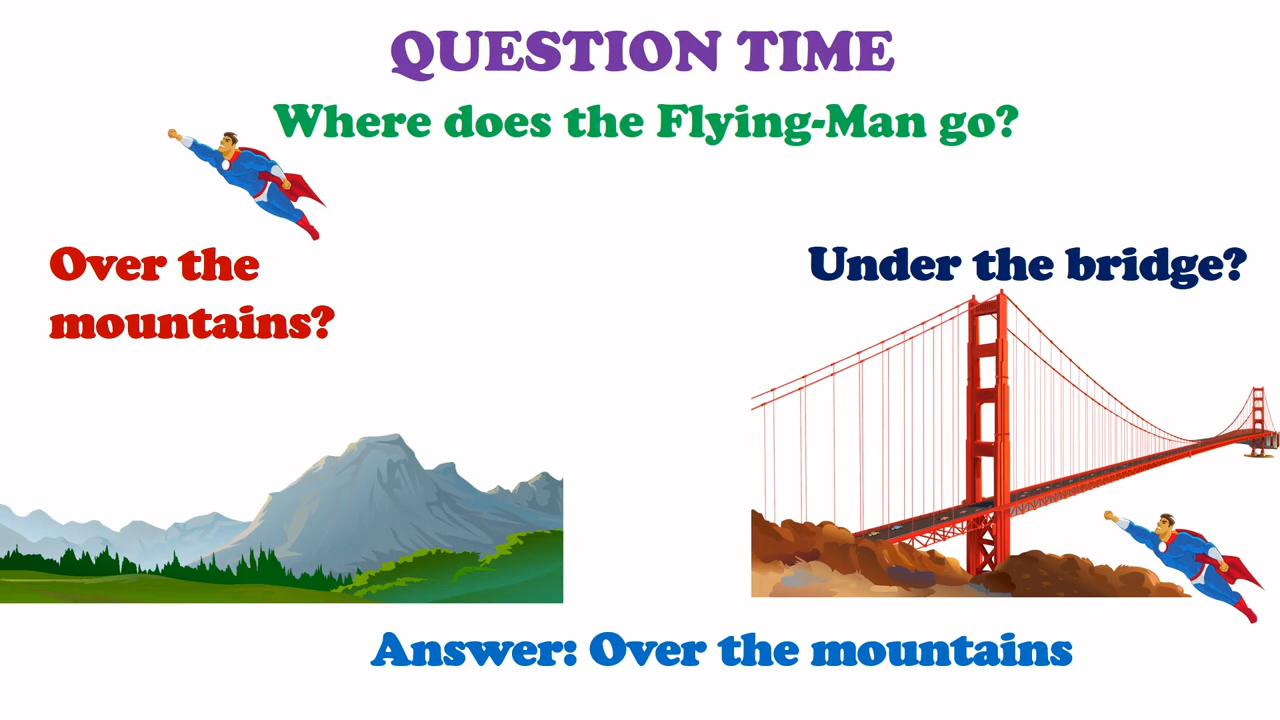 QUESTION TIME
Where does the Flying-Man go?
Over the
mountains?
Under the bridge?
Answer: Over the mountains